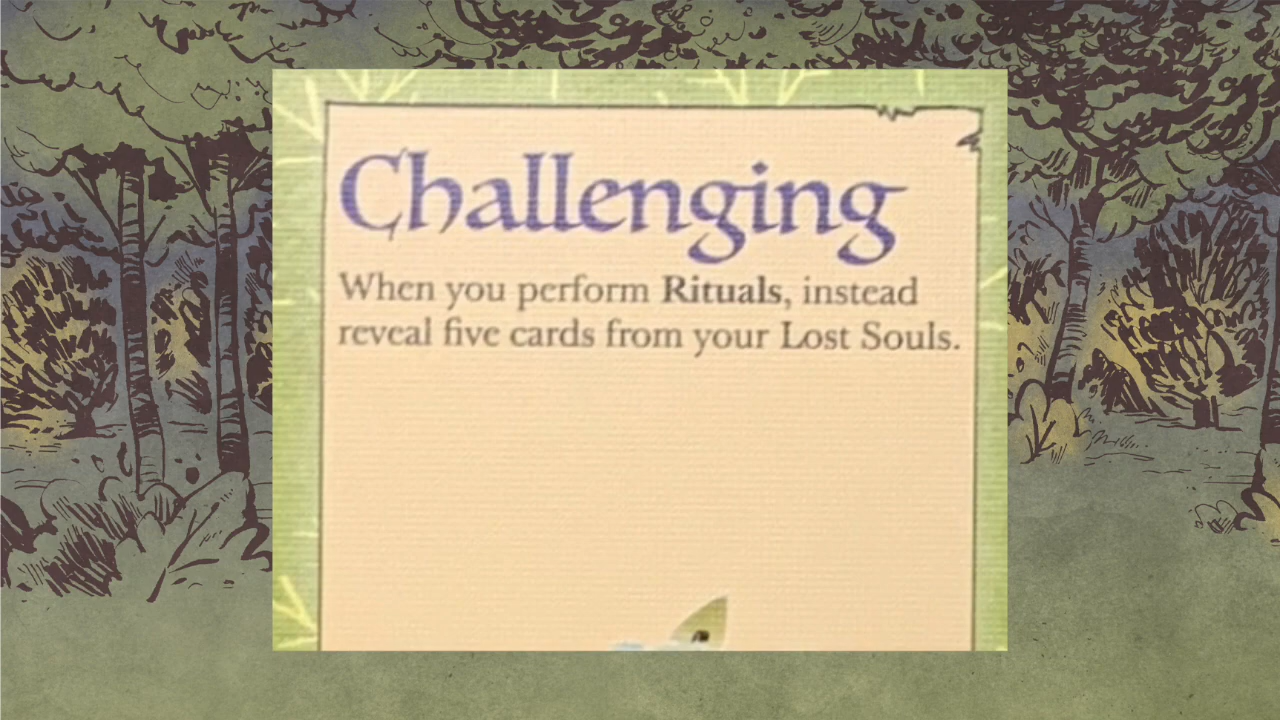 Challenging
When you perform Rituals, instead
reveal five cards from your Lost Souls.